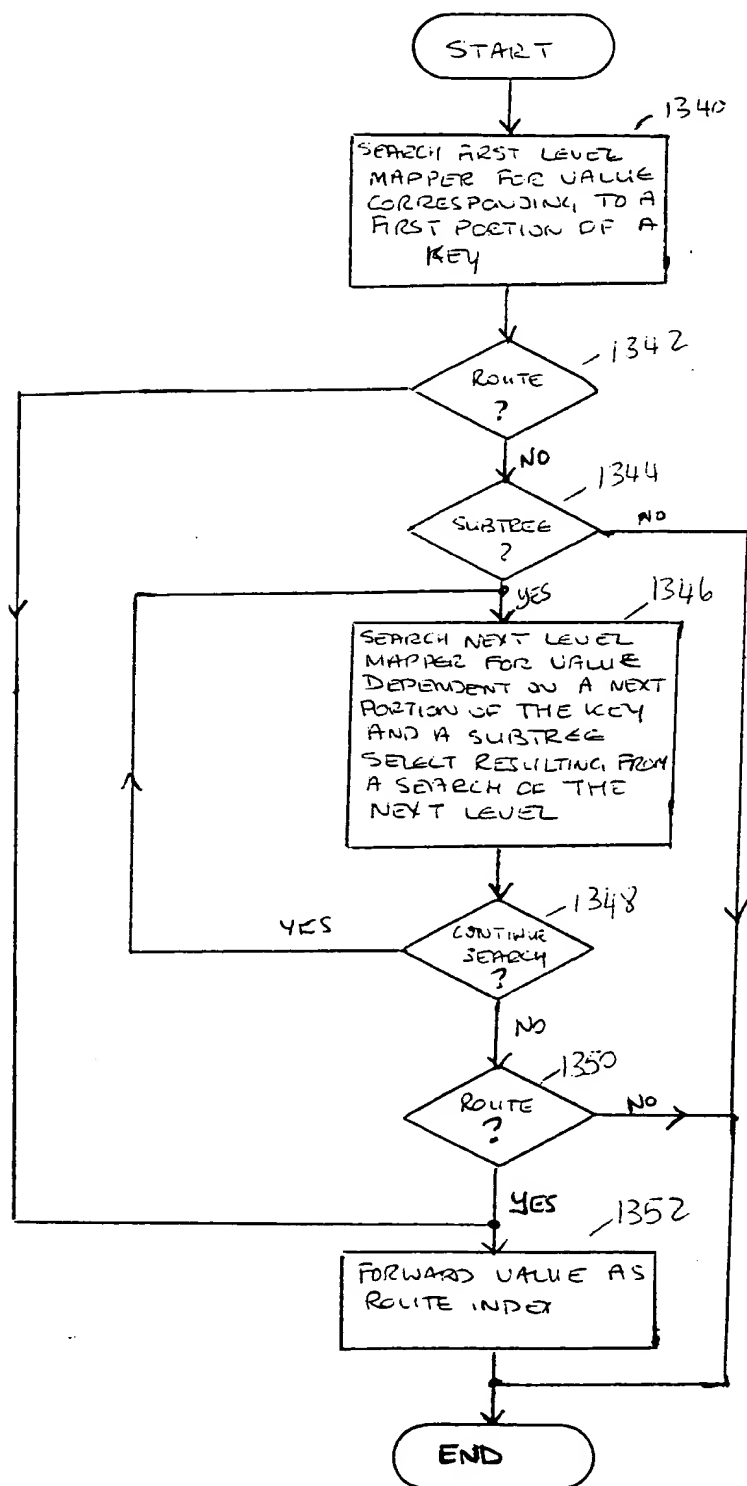 START
1340
SEARCH FIRST LEVEL
MAPPER FOR VALUE
CORRESPONDING TO A
FIRST PORTION OF A
KEY
1342
ROUTE
?
NO
1344
SUBTREE
?
NO
YES
1346
SEARCH NEXT LEVEL
MAPPER FOR VALUE
DEPENDENT ON A NEXT
PORTION OF THE KEY
AND A SUBTREE
SELECT RESULTING FROM
A SEARCH OF THE
NEXT LEVEL
1348
YES
CONTINUE
SEARCH
?
NO
1350
ROUTE
?
NO
YES
1352
FORWARD VALUE AS
ROUTE INDEX
END